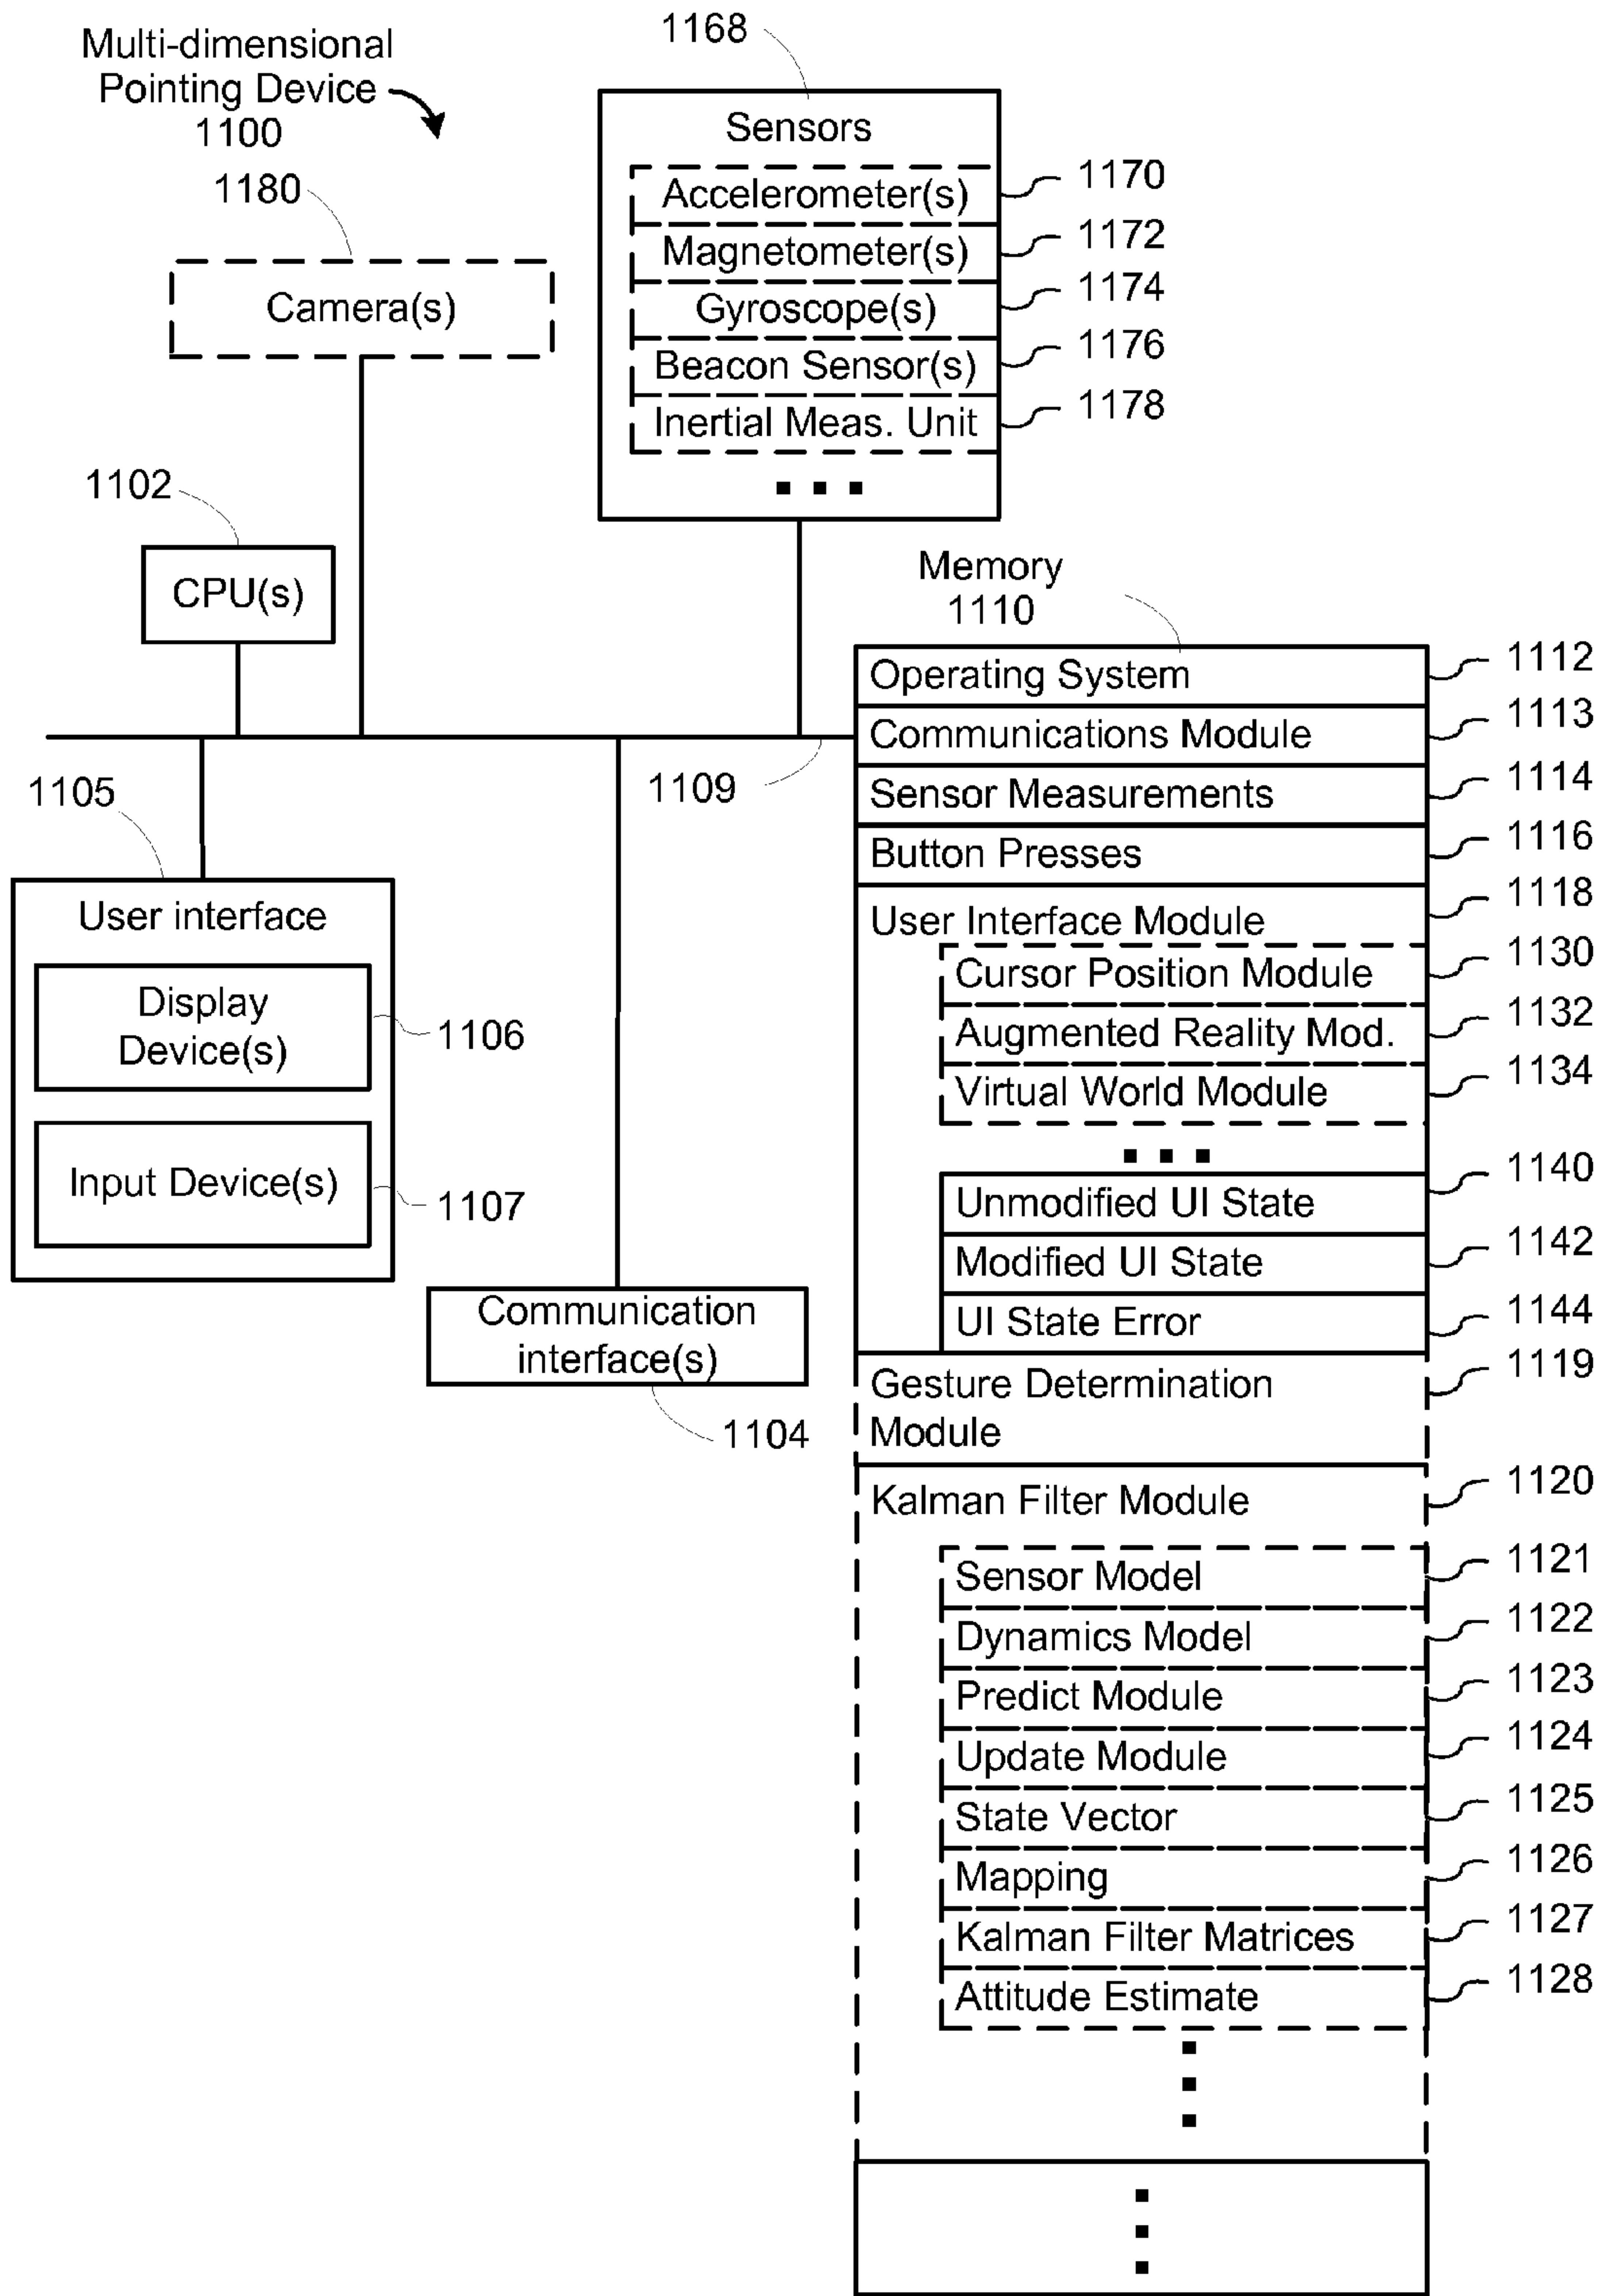 Multi-dimensional
Pointing Device
1100
1180
Camera(s)
1168
Sensors
Accelerometer(s) 1170
Magnetometer(s) 1172
Gyroscope(s) 1174
Beacon Sensor(s) 1176
Inertial Meas. Unit 1178
1102
CPU(s)
1109
1105
User interface
Display
Device(s)
1106
Input Device(s) 1107
Communication
interface(s)
1104
Memory
1110
Operating System 1112
Communications Module 1113
Sensor Measurements 1114
Button Presses 1116
User Interface Module 1118
Cursor Position Module 1130
Augmented Reality Mod. 1132
Virtual World Module 1134
Unmodified UI State 1140
Modified UI State 1142
UI State Error 1144
Gesture Determination 1119
Module
Kalman Filter Module 1120
Sensor Model 1121
Dynamics Model 1122
Predict Module 1123
Update Module 1124
State Vector 1125
Mapping 1126
Kalman Filter Matrices 1127
Attitude Estimate 1128